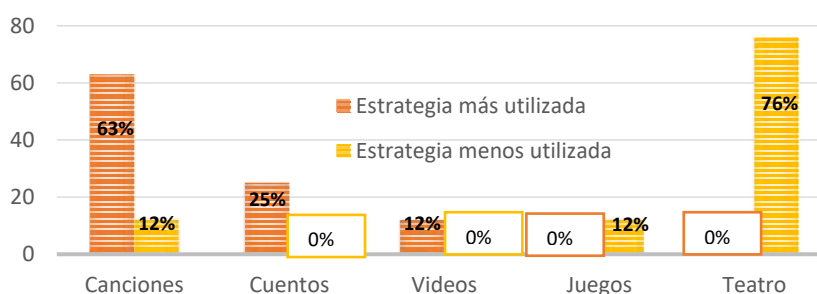 80
60
40
20
0
Estrategia más utilizada
Estrategia menos utilizada
63%
12%
25%
0%
12%
0%
0%
12%
0%
76%
Canciones
Cuentos
Videos
Juegos
Teatro